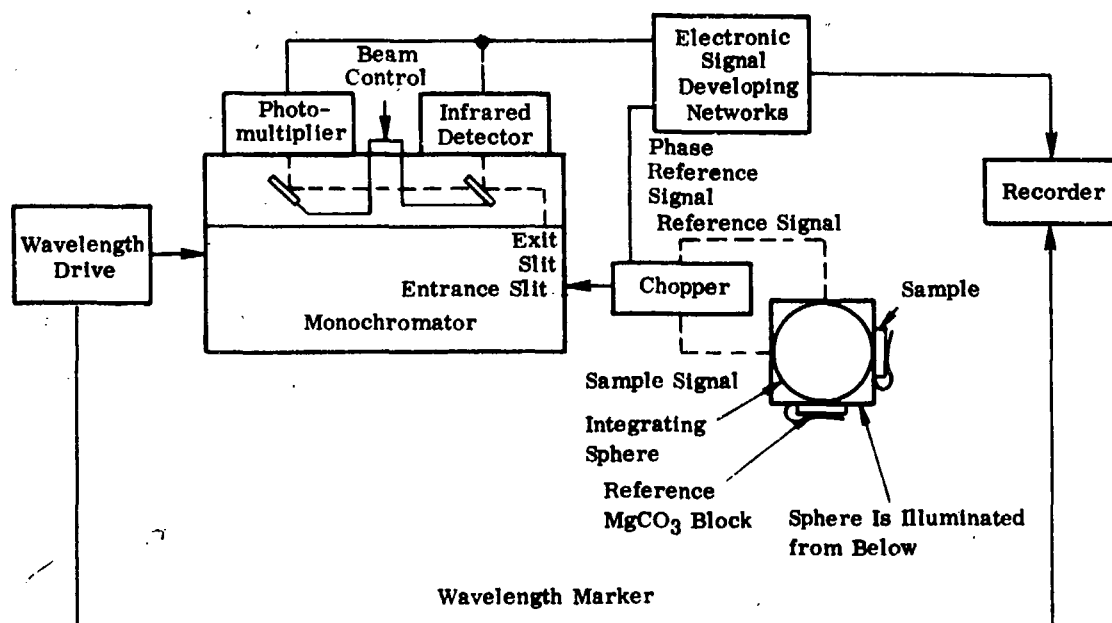 Electronic
Signal
Developing
Networks
Beam
Control
Photo-
multiplier
Infrared
Detector
Phase
Reference
Signal
Reference Signal
Recorder
Wavelength
Drive
Exit
Slit
Entrance Slit
Monochromator
Chopper
Sample
Sample Signal
Integrating
Sphere
Reference
MgCO₃ Block
Sphere Is Illuminated
from Below
Wavelength Marker